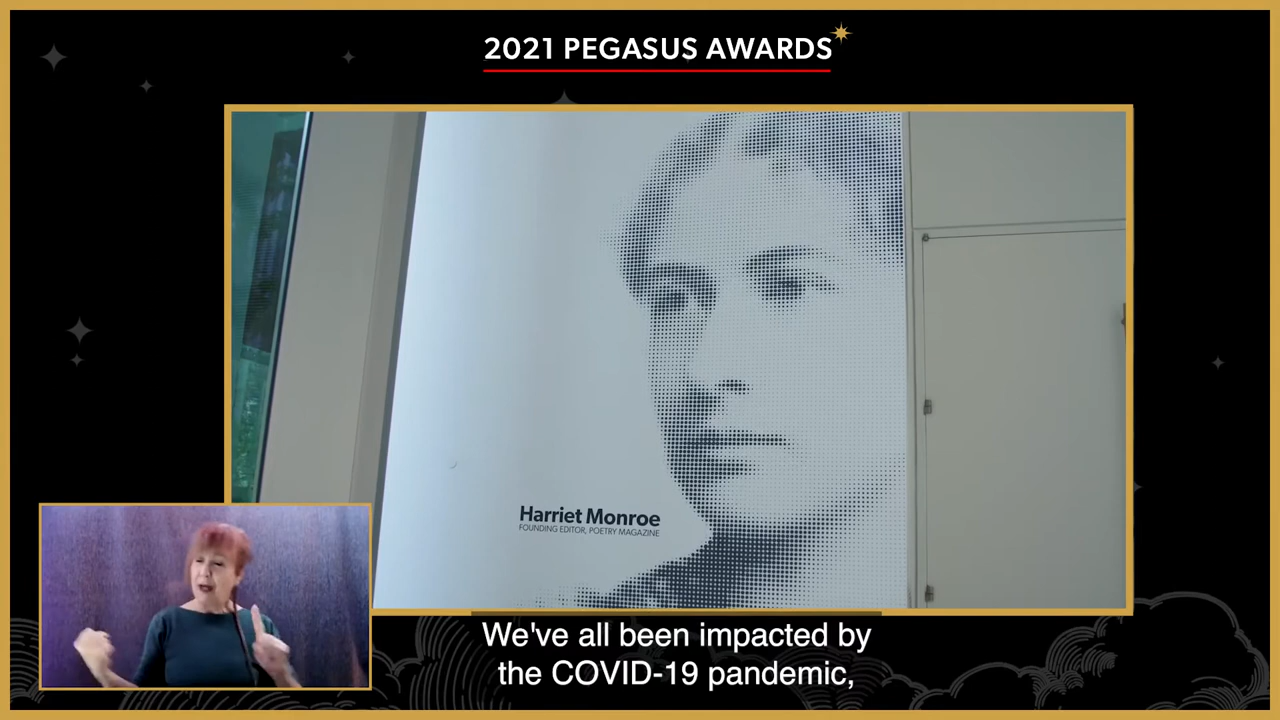 2021 PEGASUS AWARDS
Harriet Monroe
FOUNDING EDITOR, POETRY MAGAZINE
We've all been impacted by
the COVID-19 pandemic,